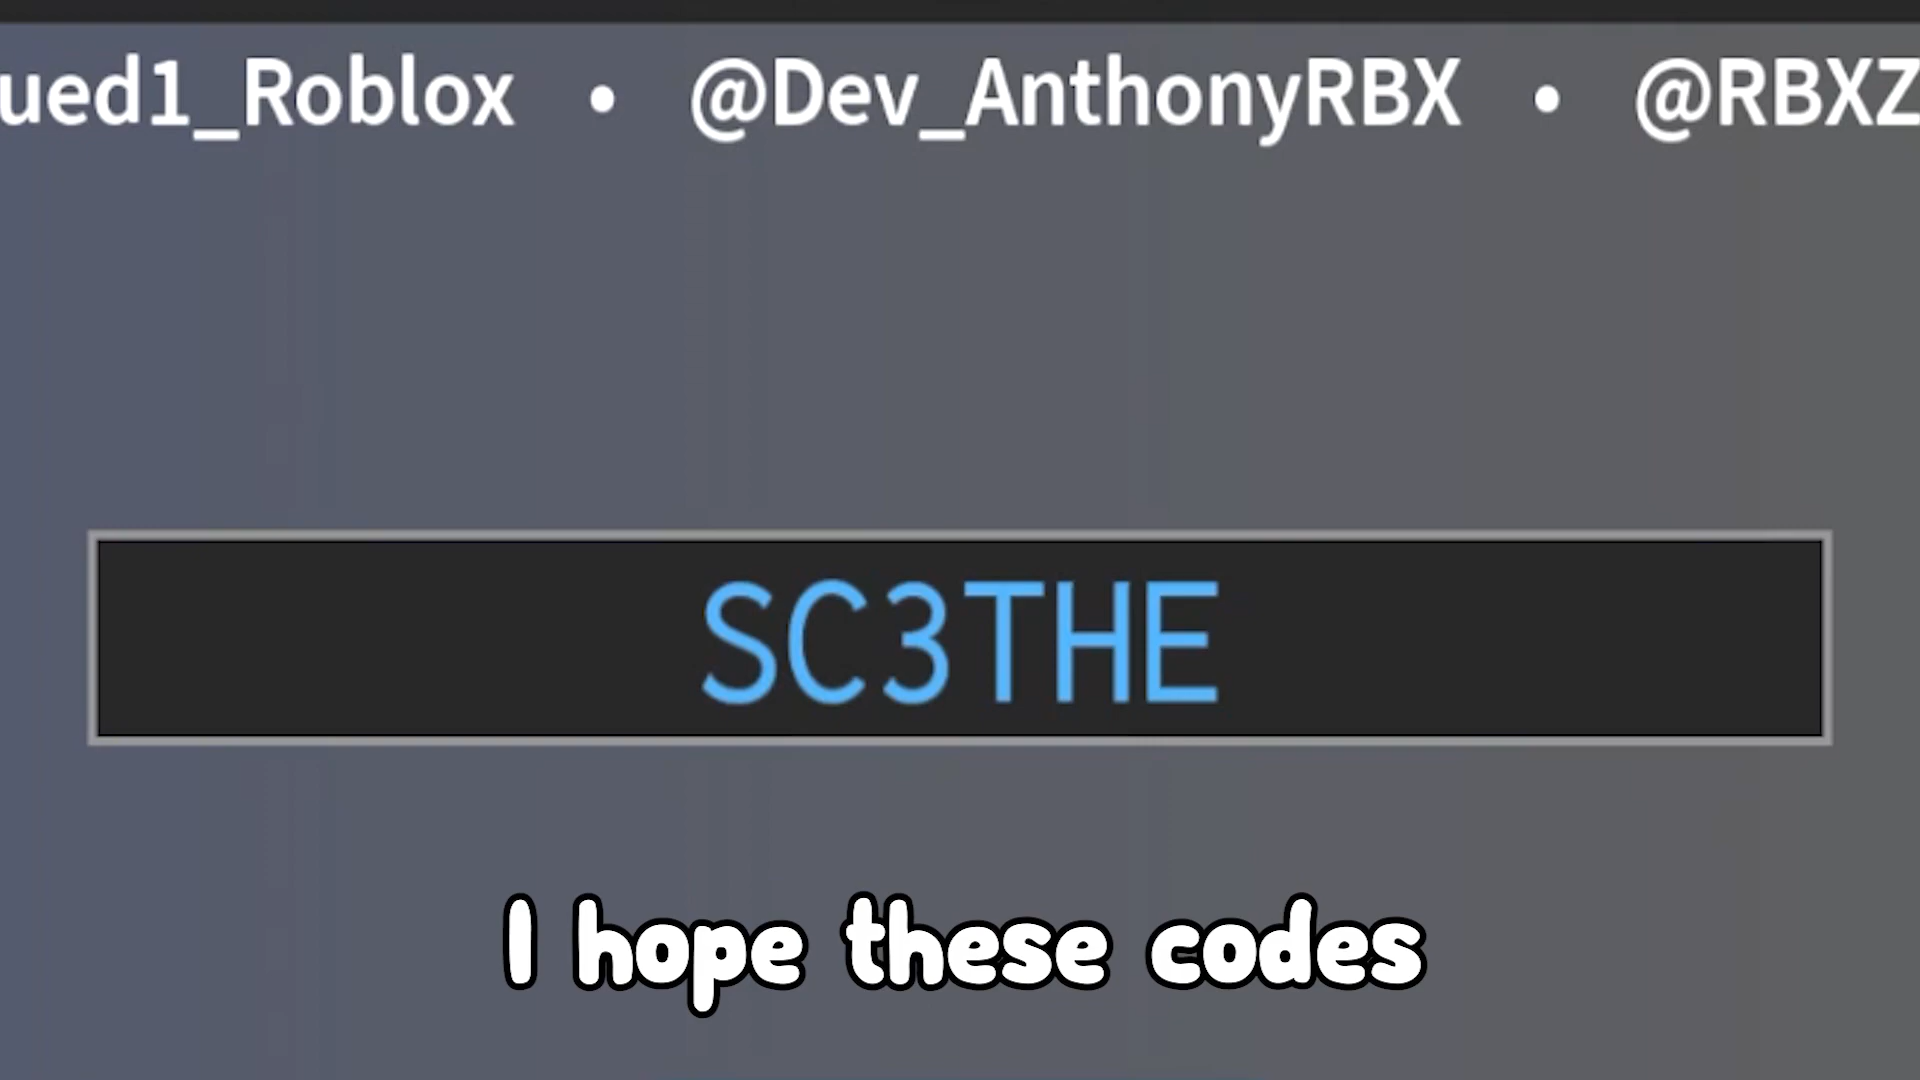 ued1_Roblox • @Dev_AnthonyRBX • @RBXZ
SC3THE
I hope these codes